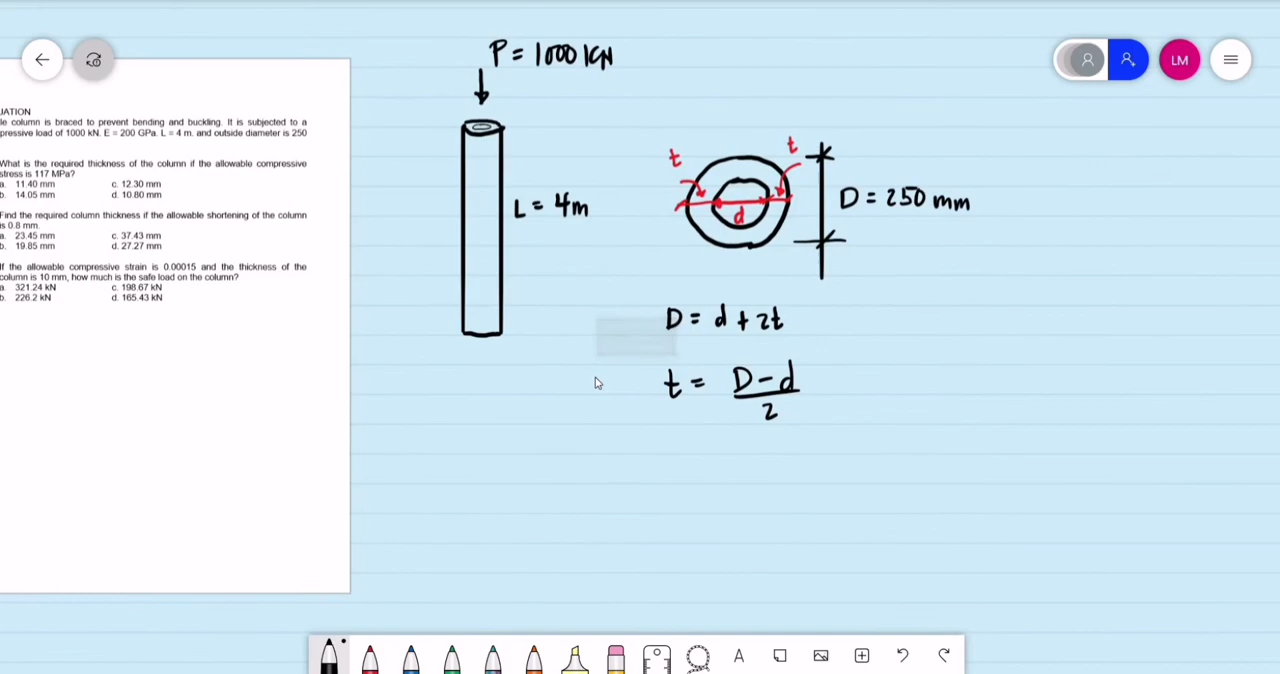 P = 1000 KN
JATION
le column is braced to prevent bending and buckling. It is subjected to a
pressive load of 1000 kN. E = 200 GPa. L = 4 m. and outside diameter is 250
What is the required thickness of the column if the allowable compressive
stress is 117 MPa?
a. 11.40 mm c. 12.30 mm
b. 14.05 mm d. 10.80 mm
Find the required column thickness if the allowable shortening of the column
is 0.8 mm.
a. 23.45 mm c. 37.43 mm
b. 19.85 mm d. 27.27 mm
If the allowable compressive strain is 0.00015 and the thickness of the
column is 10 mm, how much is the safe load on the column?
a. 321.24 kN c. 198.67 kN
b. 226.2 kN d. 165.43 kN
L = 4m
t
t
d
D = 250 mm
D = d + 2t
t = D - d
2
LM
A